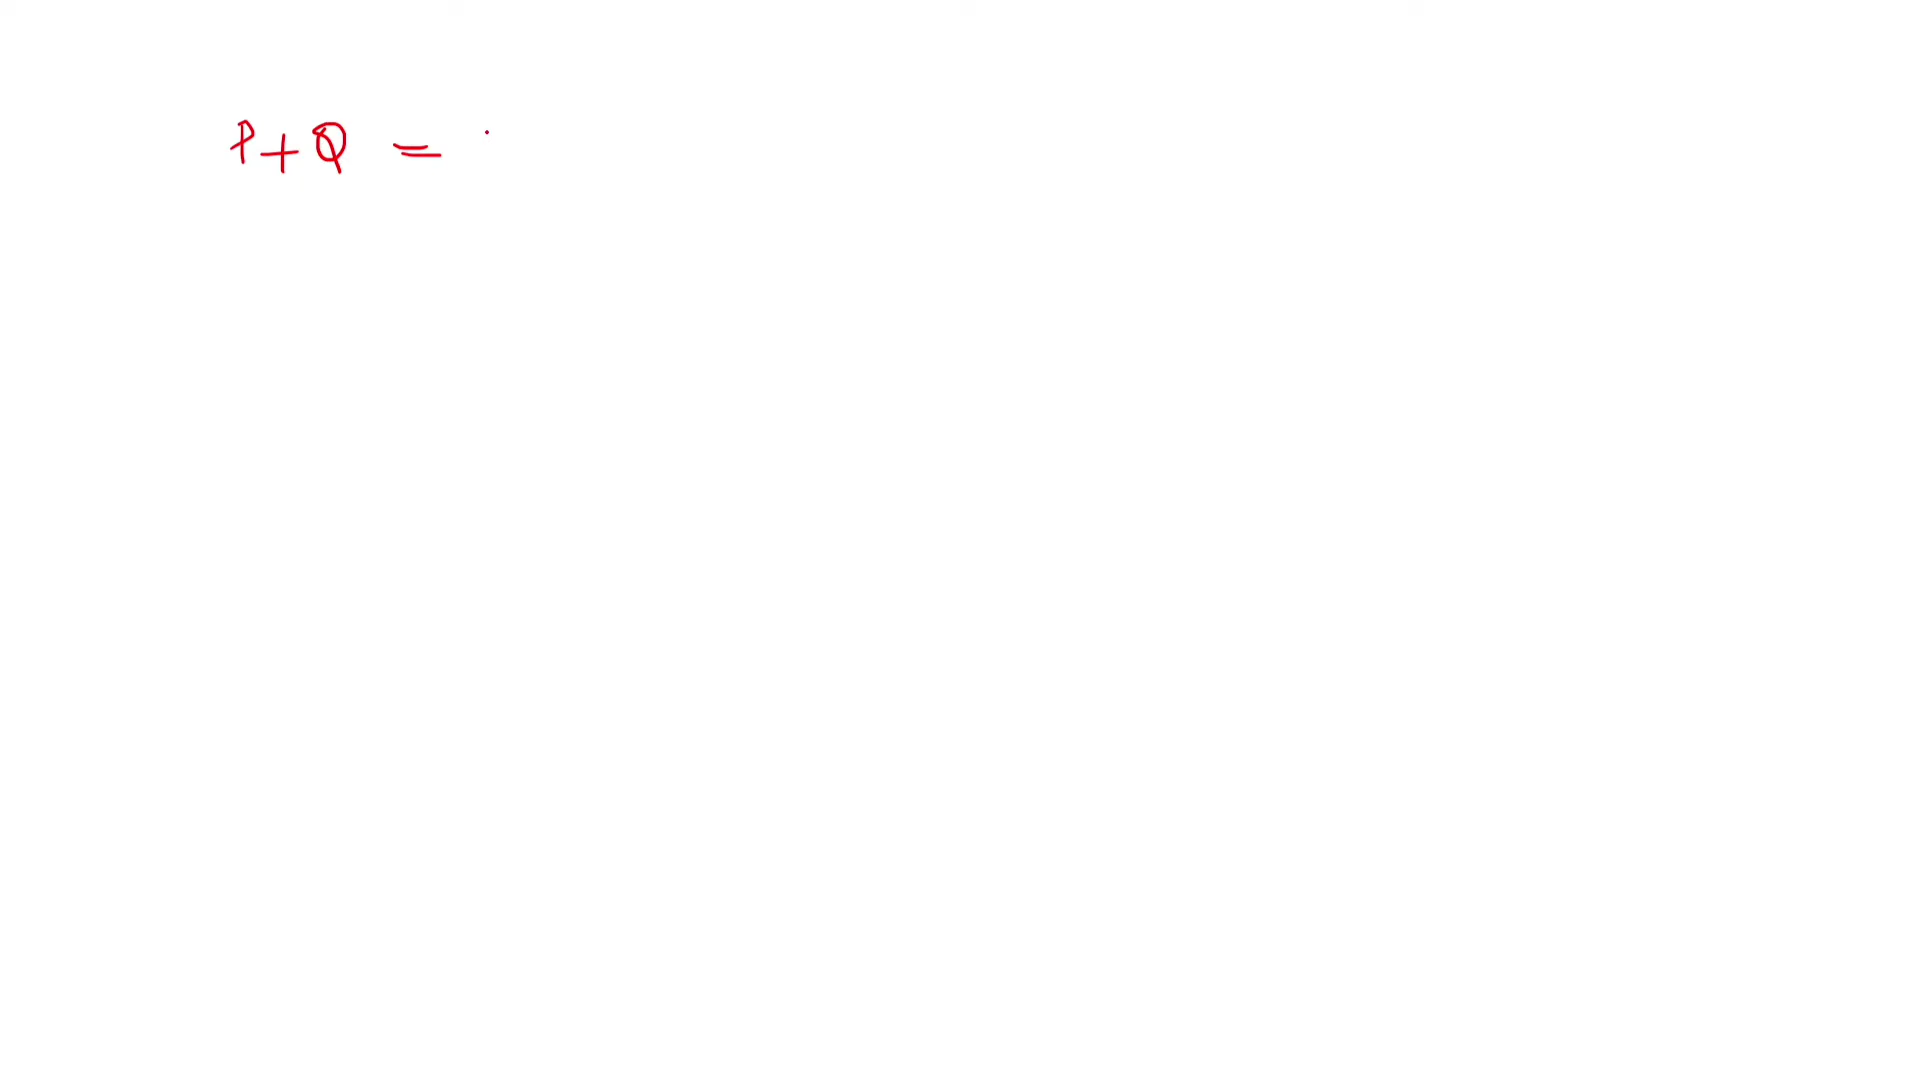 P+Q =